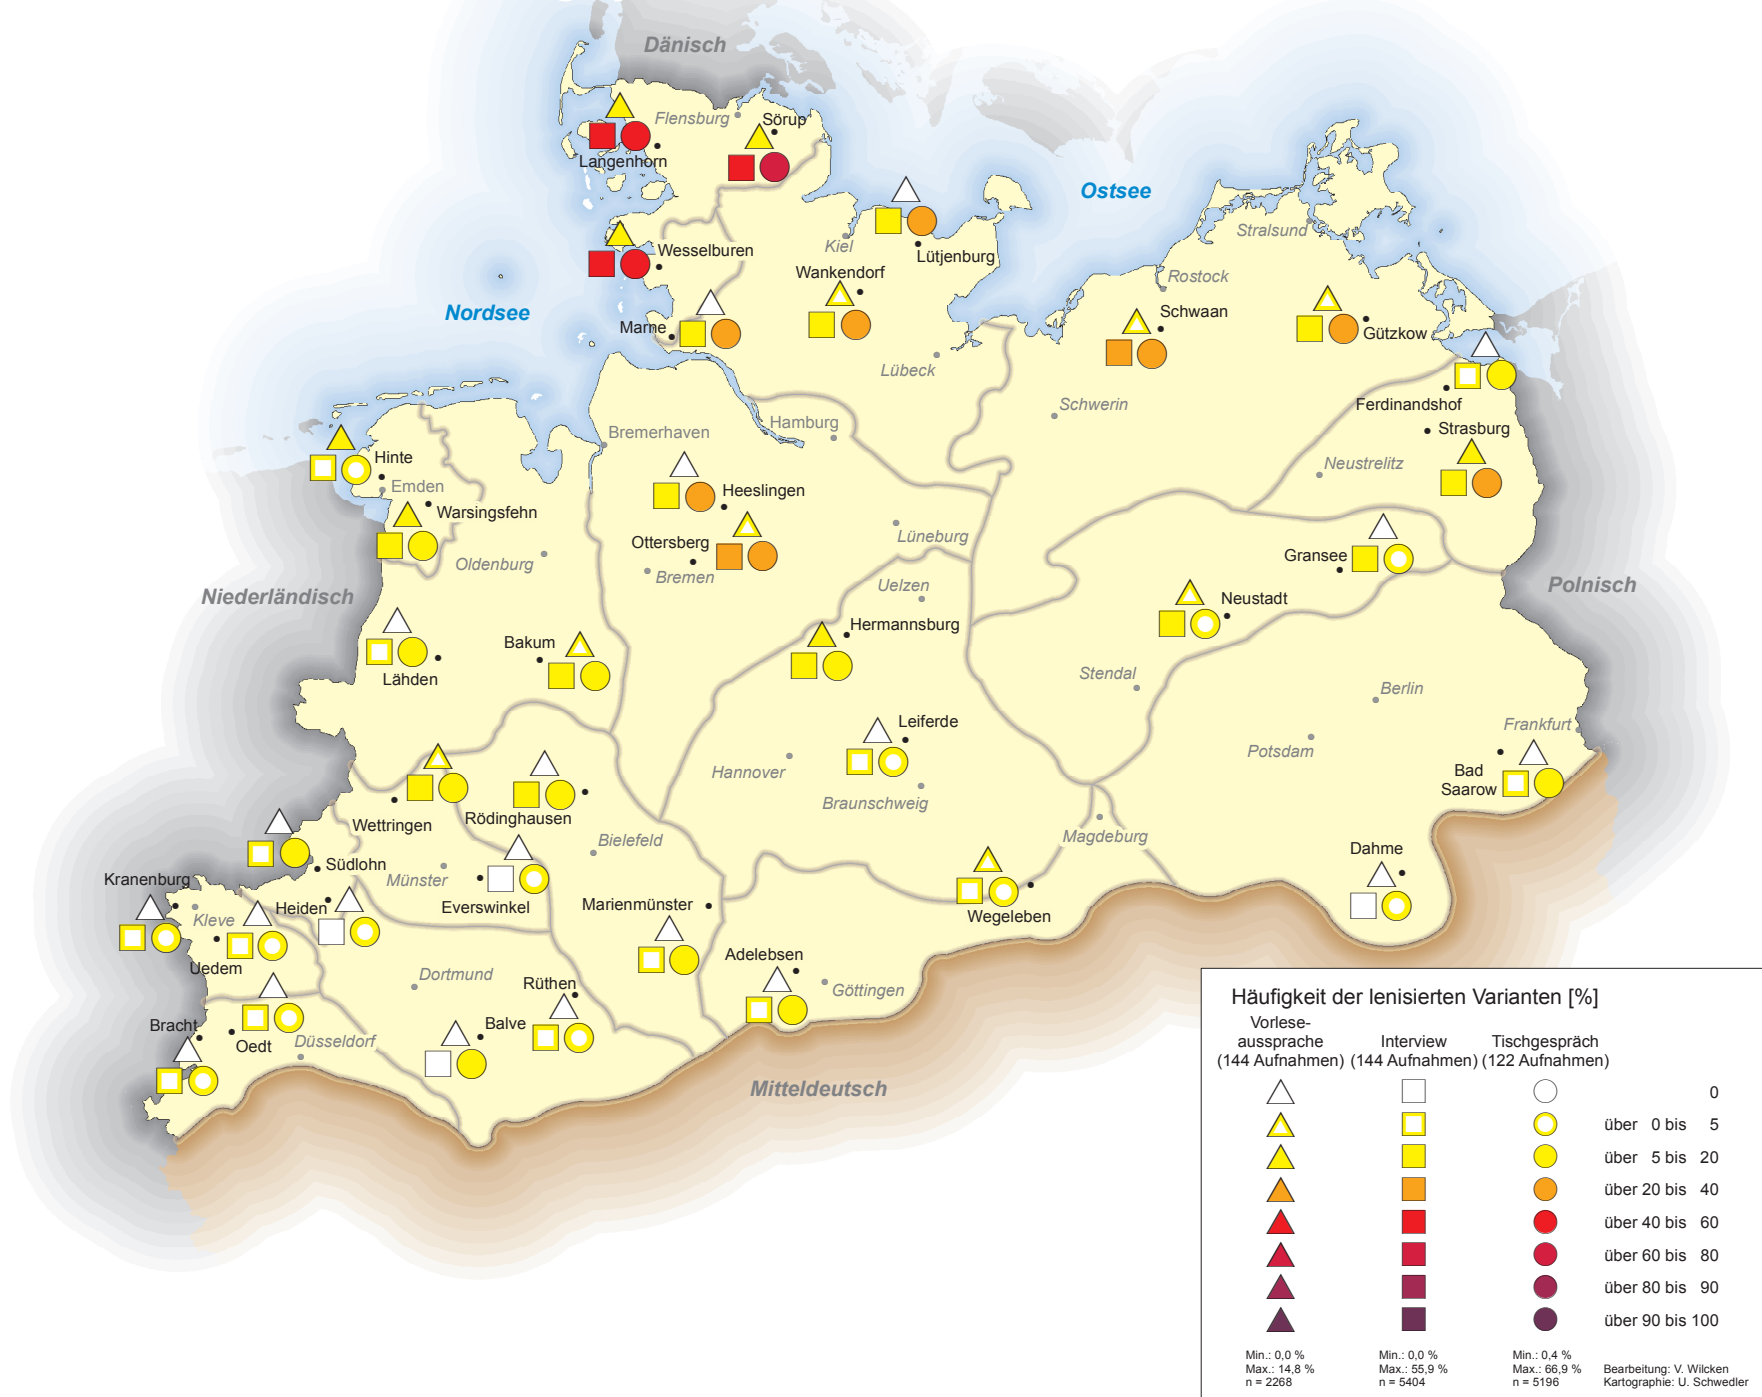 Dänisch
Flensburg
Sörup
Langenhorn
Ostsee
Stralsund
Kiel
Lütjenburg
Wesselburen
Wankendorf
Rostock
Nordsee
Schwaan
Marne
Gützkow
Lübeck
Schwerin
Ferdinandshof
Hamburg
Bremerhaven
Strasburg
Hinte
Neustrelitz
Emden
Heeslingen
Warsingsfehn
Lüneburg
Ottersberg
Gransee
Oldenburg
Bremen
Uelzen
Polnisch
Niederländisch
Neustadt
Hermannsburg
Bakum
Lähden
Stendal
Berlin
Leiferde
Frankfurt
Potsdam
Hannover
Bad
Saarow
Braunschweig
Wettringen
Rödinghausen
Bielefeld
Magdeburg
Dahme
Südlohn
Kranenburg
Münster
Heiden
Everswinkel
Marienmünster
Kleve
Wegeleben
Adelebsen
Uedem
Dortmund
Rüthen
Göttingen
Bracht
Balve
Oedt
Düsseldorf
Mitteldeutsch
Häufigkeit der lenisierten Varianten [%]
Vorlese-
aussprache Interview Tischgespräch
(144 Aufnahmen) (144 Aufnahmen) (122 Aufnahmen)
0
über 0 bis 5
über 5 bis 20
über 20 bis 40
über 40 bis 60
über 60 bis 80
über 80 bis 90
über 90 bis 100
Min.: 0,0 % Min.: 0,0 % Min.: 0,4 %
Max.: 14,8 % Max.: 55,9 % Max.: 66,9 % Bearbeitung: V. Wilcken
n = 2268 n = 5404 n = 5196 Kartographie: U. Schwedler